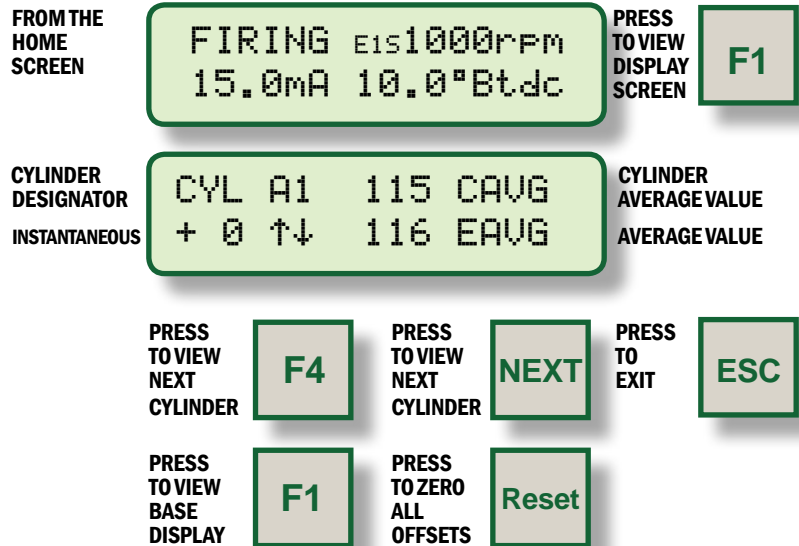 FROM THE
HOME
SCREEN
FIRING E1S1000rpm
15.0mA 10.0°Btdc
PRESS
TO VIEW
DISPLAY
SCREEN
F1
CYLINDER
DESIGNATOR
INSTANTANEOUS
CYL A1 115 CAVG
+ 0 ↑↓ 116 EAVG
CYLINDER
AVERAGE VALUE
AVERAGE VALUE
PRESS
TO VIEW
NEXT
CYLINDER
F4
PRESS
TO VIEW
NEXT
CYLINDER
NEXT
PRESS
TO
EXIT
ESC
PRESS
TO VIEW
BASE
DISPLAY
F1
PRESS
TO ZERO
ALL
OFFSETS
Reset